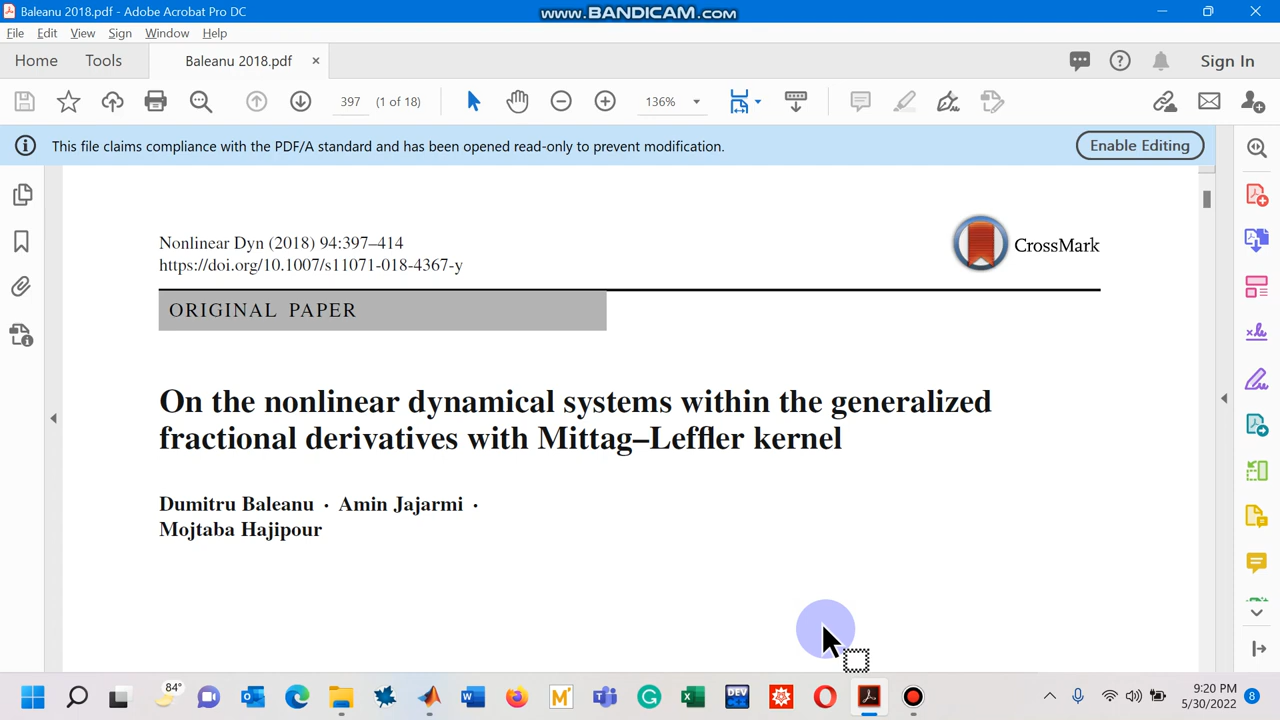 Baleanu 2018.pdf - Adobe Acrobat Pro DC
www.BANDICAM.com
File Edit View Sign Window Help
Home Tools Baleanu 2018.pdf × Sign In
397 (1 of 18) 136%
This file claims compliance with the PDF/A standard and has been opened read-only to prevent modification. Enable Editing
Nonlinear Dyn (2018) 94:397–414
https://doi.org/10.1007/s11071-018-4367-y
CrossMark
ORIGINAL PAPER
On the nonlinear dynamical systems within the generalized
fractional derivatives with Mittag–Leffler kernel
Dumitru Baleanu · Amin Jajarmi ·
Mojtaba Hajipour
84°
DEV
9:20 PM
5/30/2022
8